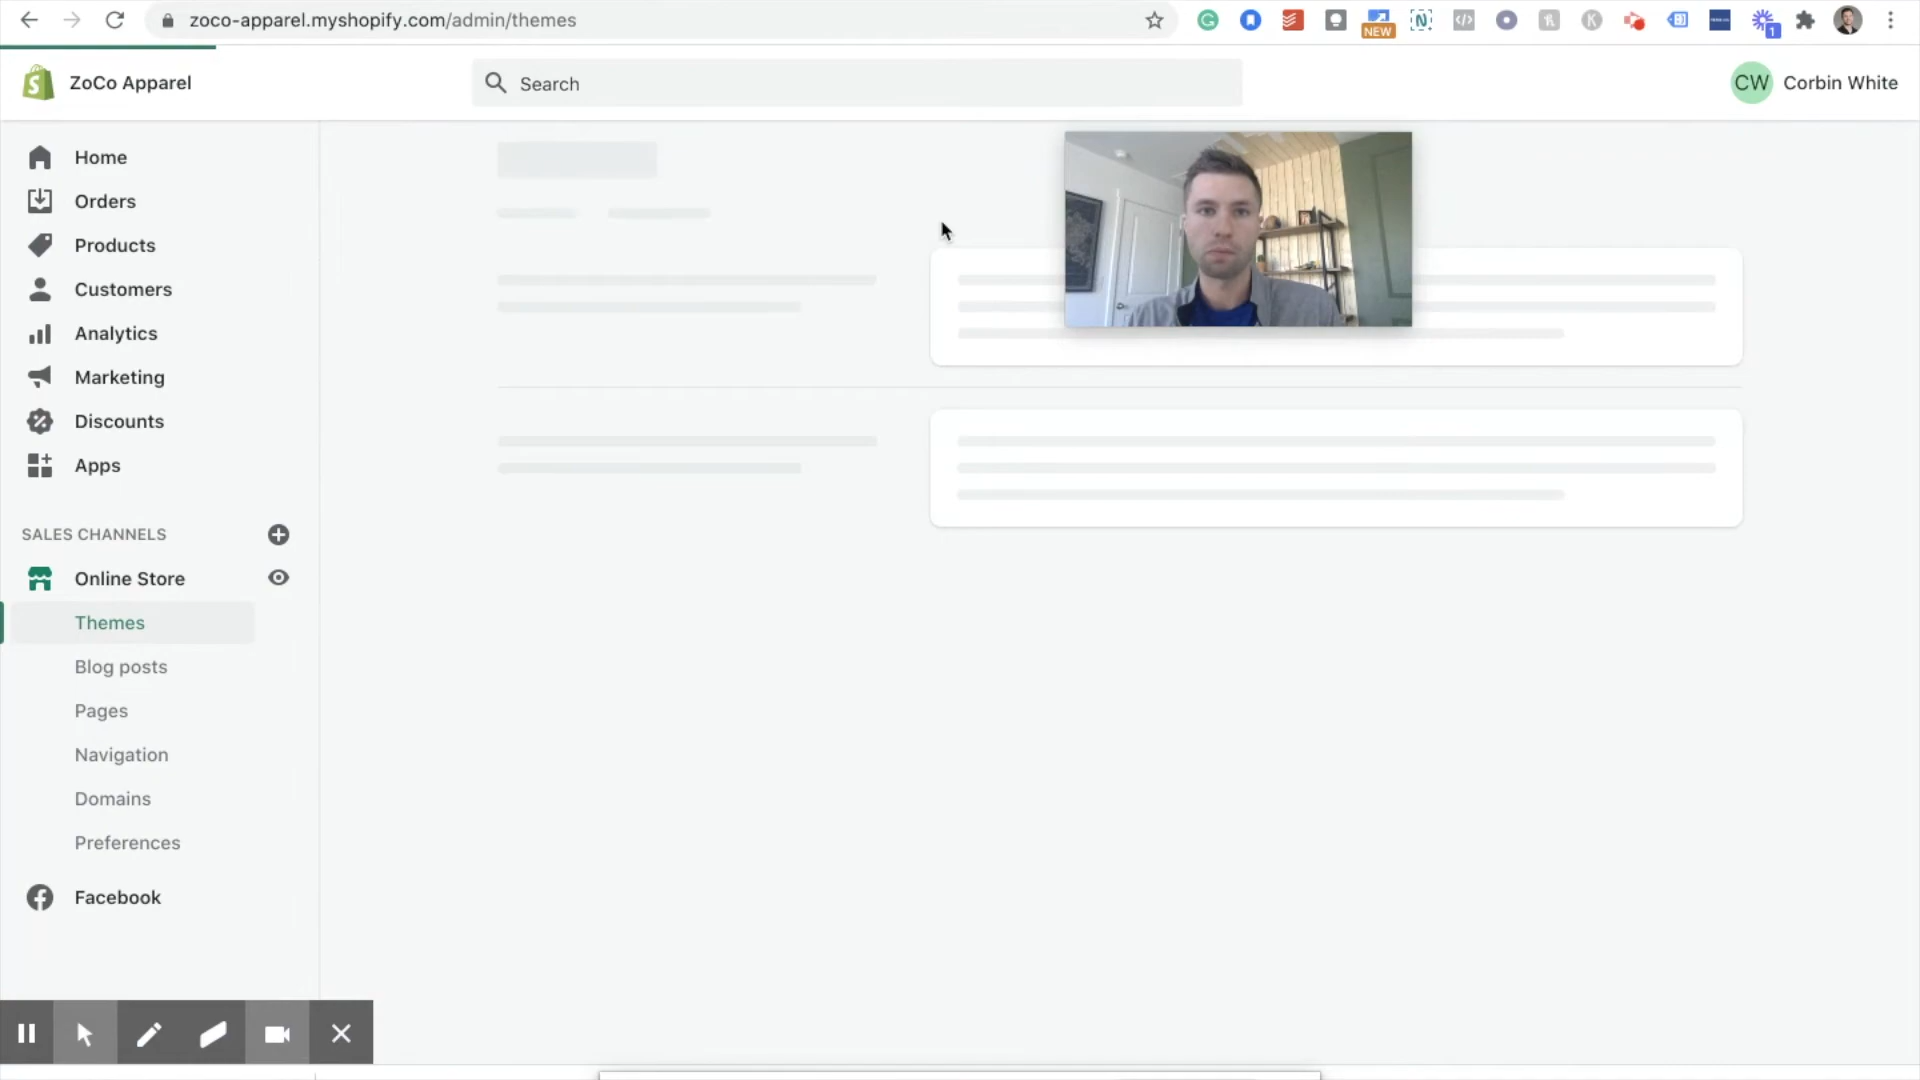 zoco-apparel.myshopify.com/admin/themes
NEW
1
ZoCo Apparel
Search
CW
Corbin White
Home
Orders
Products
Customers
Analytics
Marketing
Discounts
Apps
SALES CHANNELS
Online Store
Themes
Blog posts
Pages
Navigation
Domains
Preferences
Facebook